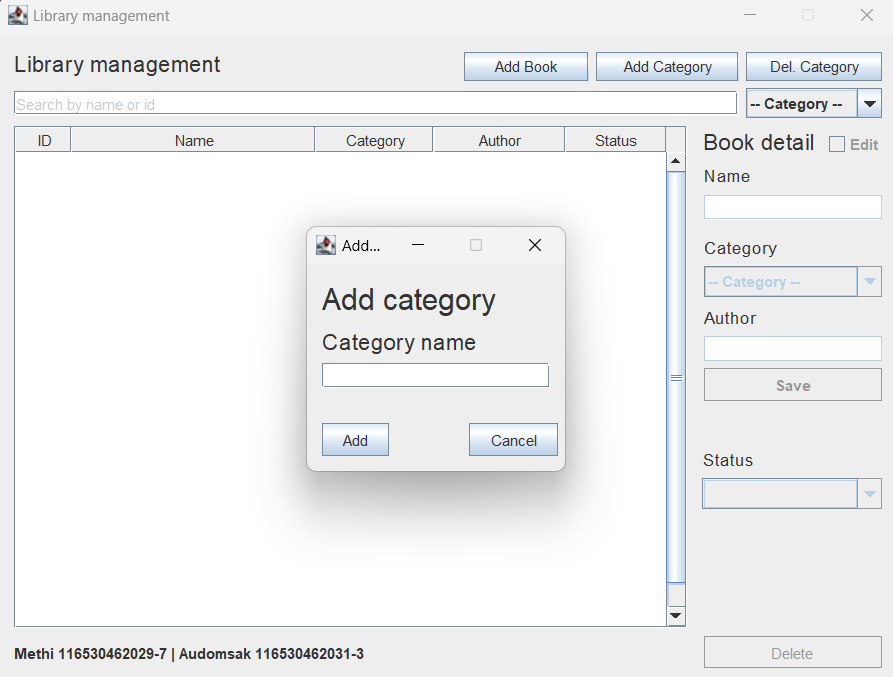 Library management
Library management
Add Book
Add Category
Del. Category
Search by name or id
-- Category --
ID Name Category Author Status
Book detail
Edit
Name
Category
-- Category --
Author
Save
Status
Delete
Add...
Add category
Category name
Add
Cancel
Methi 116530462029-7 | Audomsak 116530462031-3